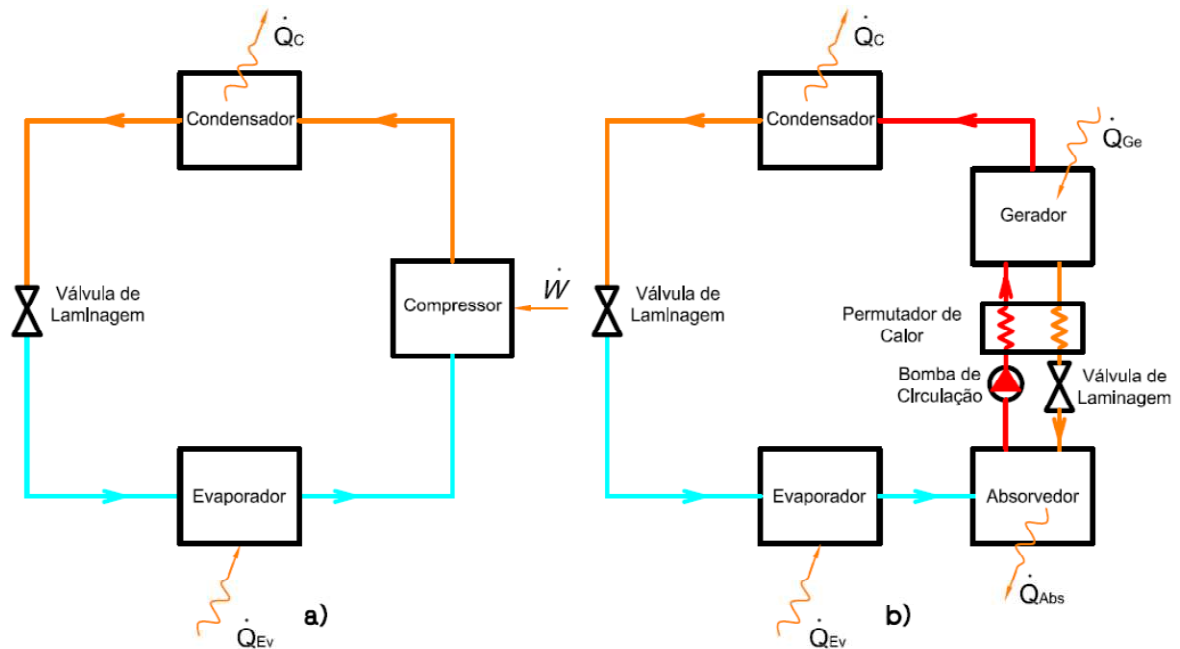 Q̇C
Condensador
Válvula de
Laminagem
Compressor
Ẇ
Evaporador
Q̇Ev
a)
Q̇C
Condensador
Q̇Ge
Gerador
Válvula de
Laminagem
Permutador de
Calor
Bomba de
Circulação
Válvula de
Laminagem
Evaporador
Absorvedor
Q̇Ev
b)
Q̇Abs